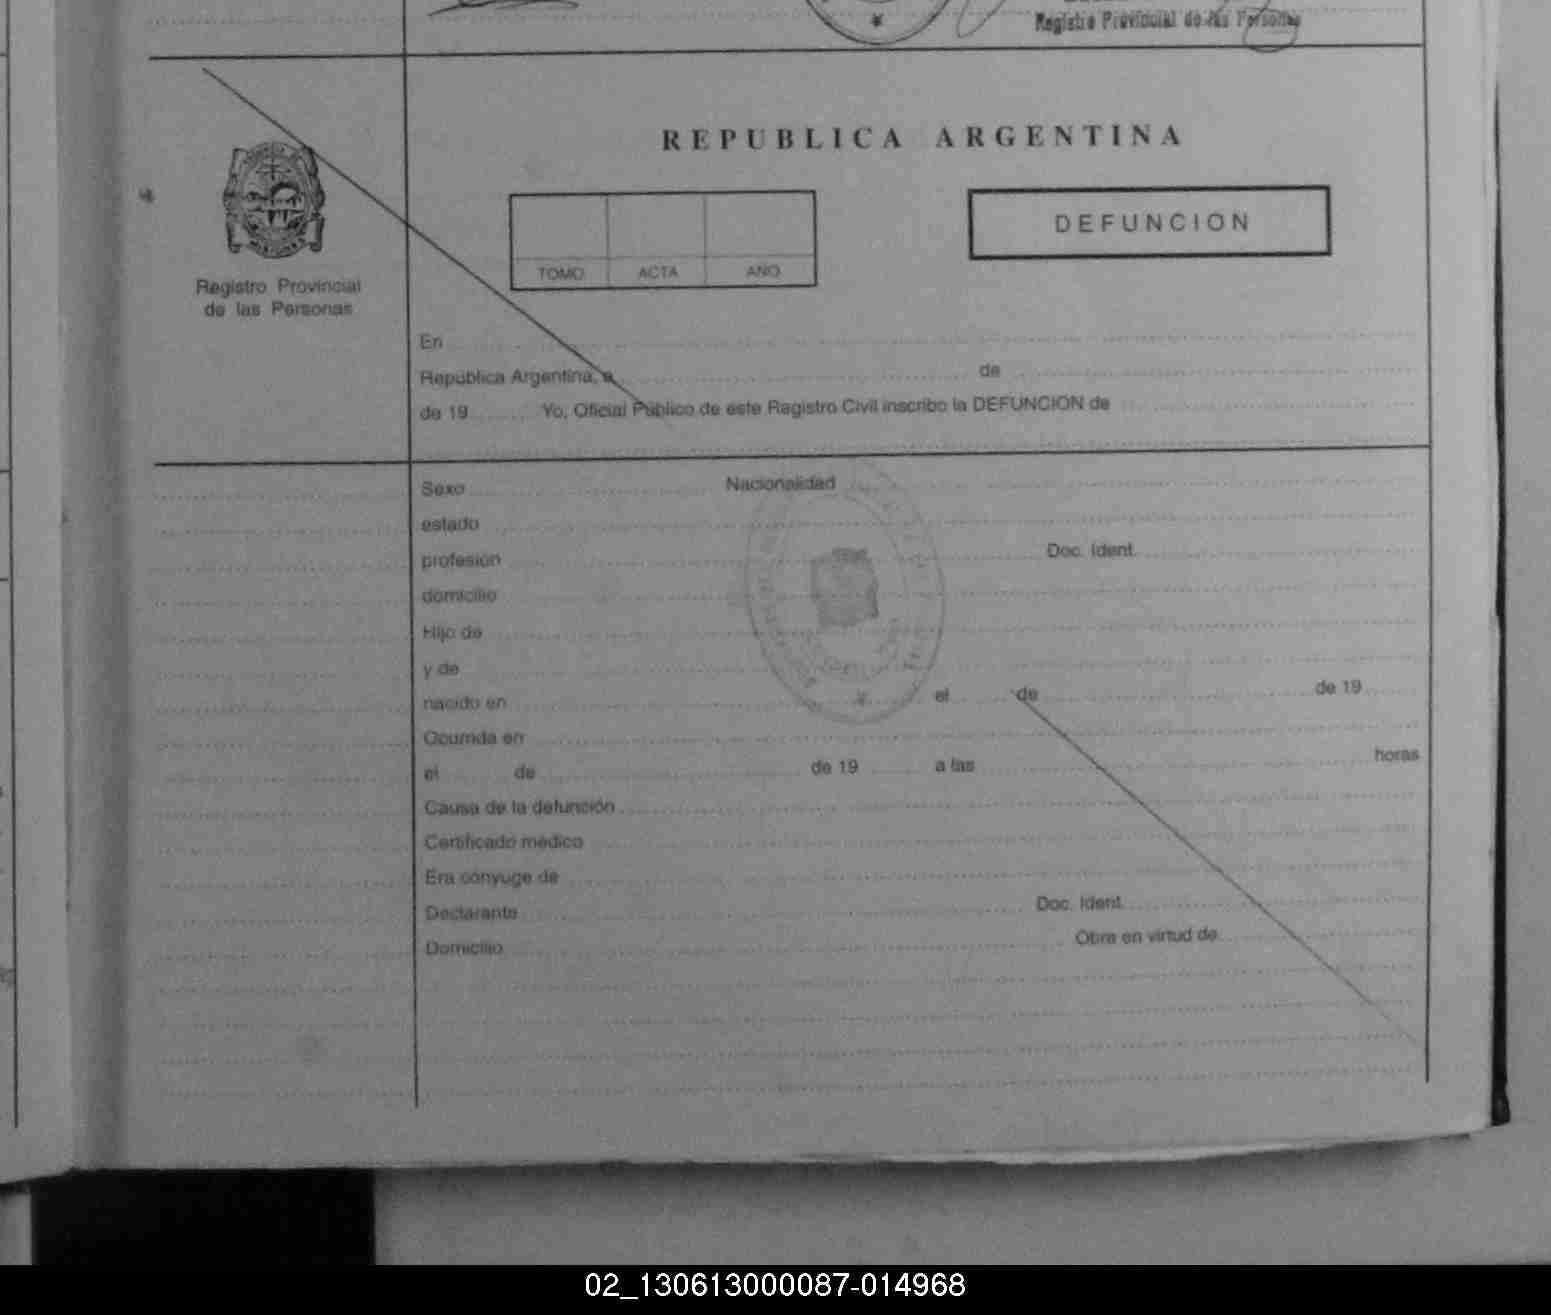 Registro Provincial de las Personas
REPUBLICA ARGENTINA
DEFUNCION
TOMO ACTA AÑO
Registro Provincial
de las Personas
En
República Argentina, a de
de 19 Yo, Oficial Público de este Registro Civil inscribo la DEFUNCION de
Sexo Nacionalidad
estado
profesión Doc. Ident.
domicilio
Hijo de
y de
nacido en el de de 19
Ocurrida en
el de de 19 a las horas
Causa de la defunción
Certificado médico
Era cónyuge de
Declarante Doc. Ident.
Domicilio Obra en virtud de
02_130613000087-014968